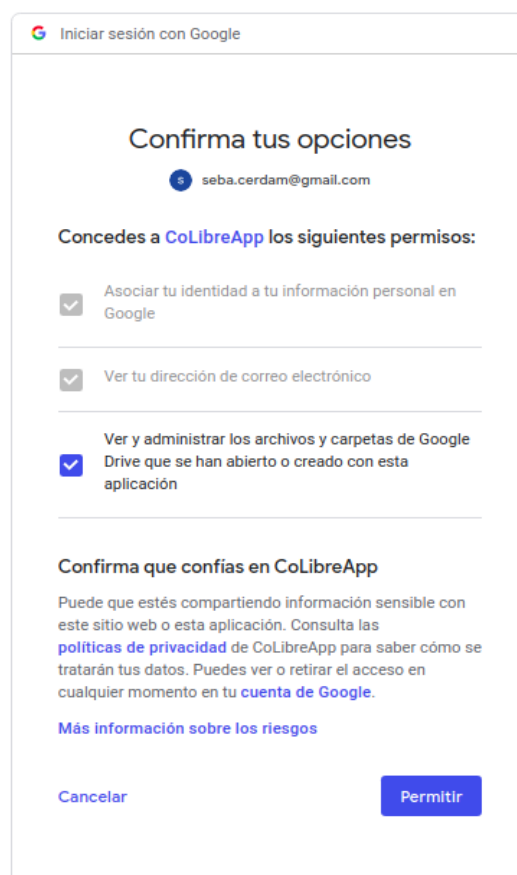 Iniciar sesión con Google
Confirma tus opciones
s seba.cerdam@gmail.com
Concedes a CoLibreApp los siguientes permisos:
Asociar tu identidad a tu información personal en
Google
Ver tu dirección de correo electrónico
Ver y administrar los archivos y carpetas de Google
Drive que se han abierto o creado con esta
aplicación
Confirma que confías en CoLibreApp
Puede que estés compartiendo información sensible con
este sitio web o esta aplicación. Consulta las
políticas de privacidad de CoLibreApp para saber cómo se
tratarán tus datos. Puedes ver o retirar el acceso en
cualquier momento en tu cuenta de Google.
Más información sobre los riesgos
Cancelar
Permitir